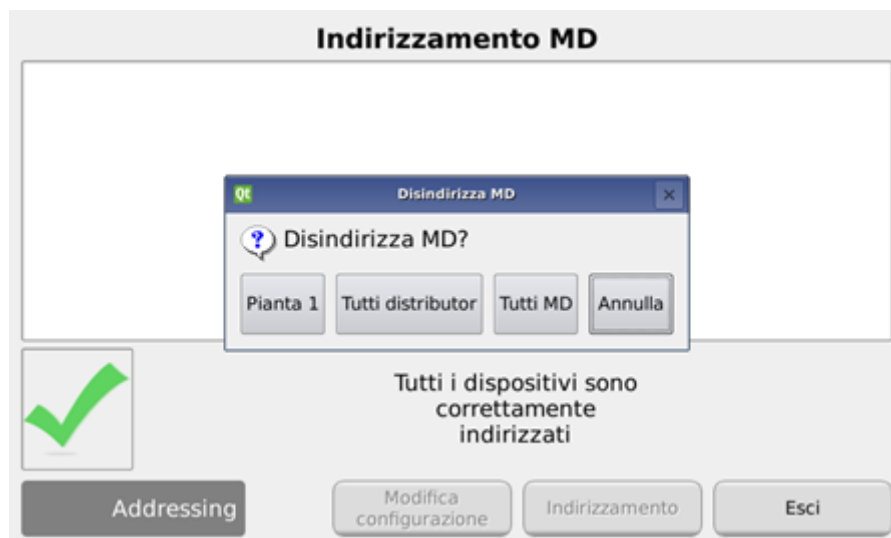 Indirizzamento MD
Qt Disindirizza MD
? Disindirizza MD?
Pianta 1 Tutti distributor Tutti MD Annulla
Tutti i dispositivi sono
correttamente
indirizzati
Addressing
Modifica
configurazione
Indirizzamento
Esci